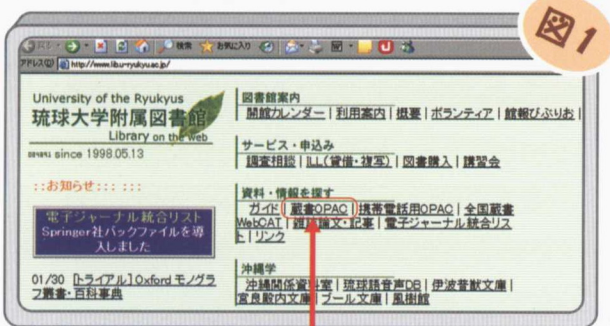 図1
戻る
検索
お気に入り
アドレス(D) http://www.lib.u-ryukyu.ac.jp/
University of the Ryukyus
琉球大学附属図書館
Library on the Web
since 1998.05.13
::お知らせ::: :::
電子ジャーナル統合リスト
Springer社バックファイルを導
入しました
01/30 [トライアル] Oxford モノグラ
フ叢書・百科事典
図書館案内
開館カレンダー | 利用案内 | 概要 | ボランティア | 館報びぶりお |
サービス・申込み
調査相談 | ILL(貸借・複写) | 図書購入 | 講習会
資料・情報を探す
ガイド | 蔵書OPAC | 携帯電話用OPAC | 全国蔵書
WebCAT | 雑誌論文・記事 | 電子ジャーナル統合リス
ト | リンク
沖縄学
沖縄関係資料室 | 琉球語音声DB | 伊波普猷文庫 |
宮良殿内文庫 | ブール文庫 | 風樹館